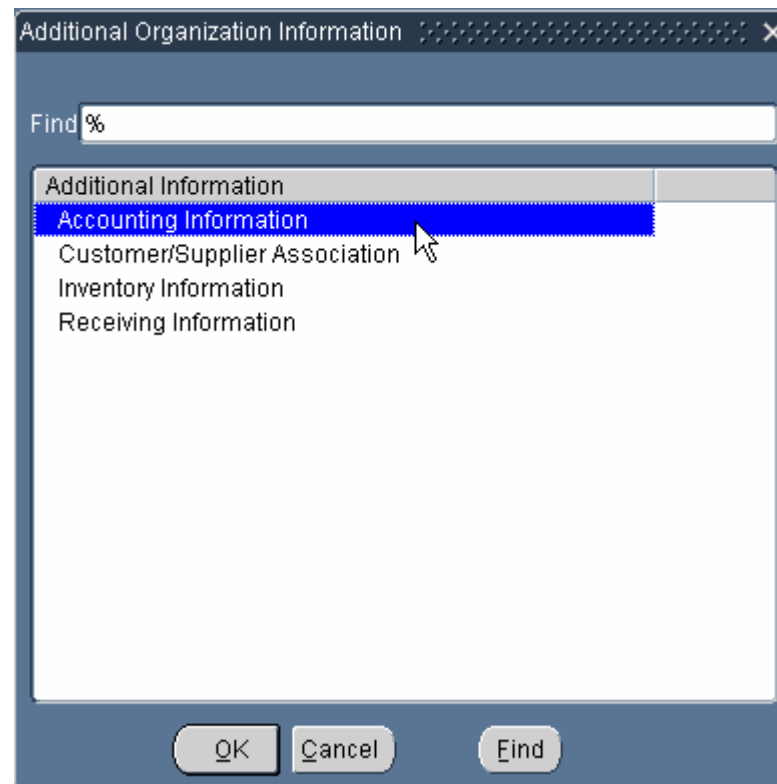 Additional Organization Information
Find %
Additional Information
Accounting Information
Customer/Supplier Association
Inventory Information
Receiving Information
OK Cancel Find